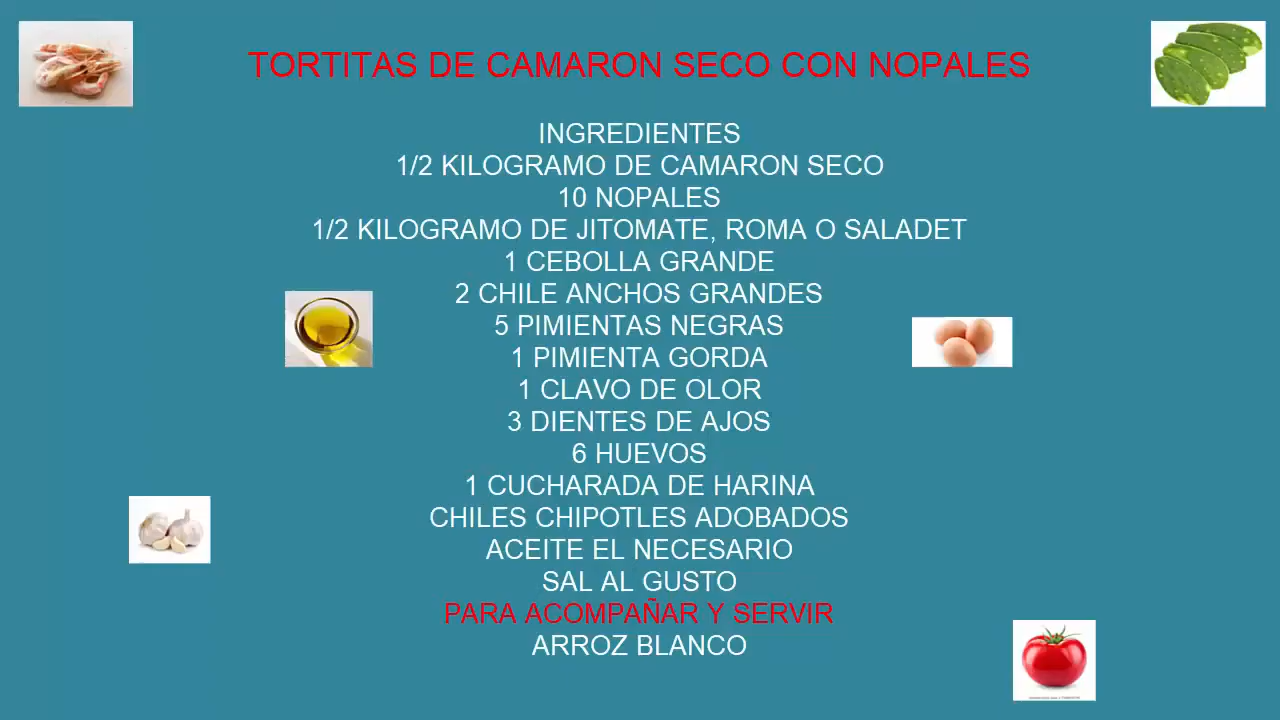 TORTITAS DE CAMARON SECO CON NOPALES
INGREDIENTES
1/2 KILOGRAMO DE CAMARON SECO
10 NOPALES
1/2 KILOGRAMO DE JITOMATE, ROMA O SALADET
1 CEBOLLA GRANDE
2 CHILE ANCHOS GRANDES
5 PIMIENTAS NEGRAS
1 PIMIENTA GORDA
1 CLAVO DE OLOR
3 DIENTES DE AJOS
6 HUEVOS
1 CUCHARADA DE HARINA
CHILES CHIPOTLES ADOBADOS
ACEITE EL NECESARIO
SAL AL GUSTO
PARA ACOMPAÑAR Y SERVIR
ARROZ BLANCO